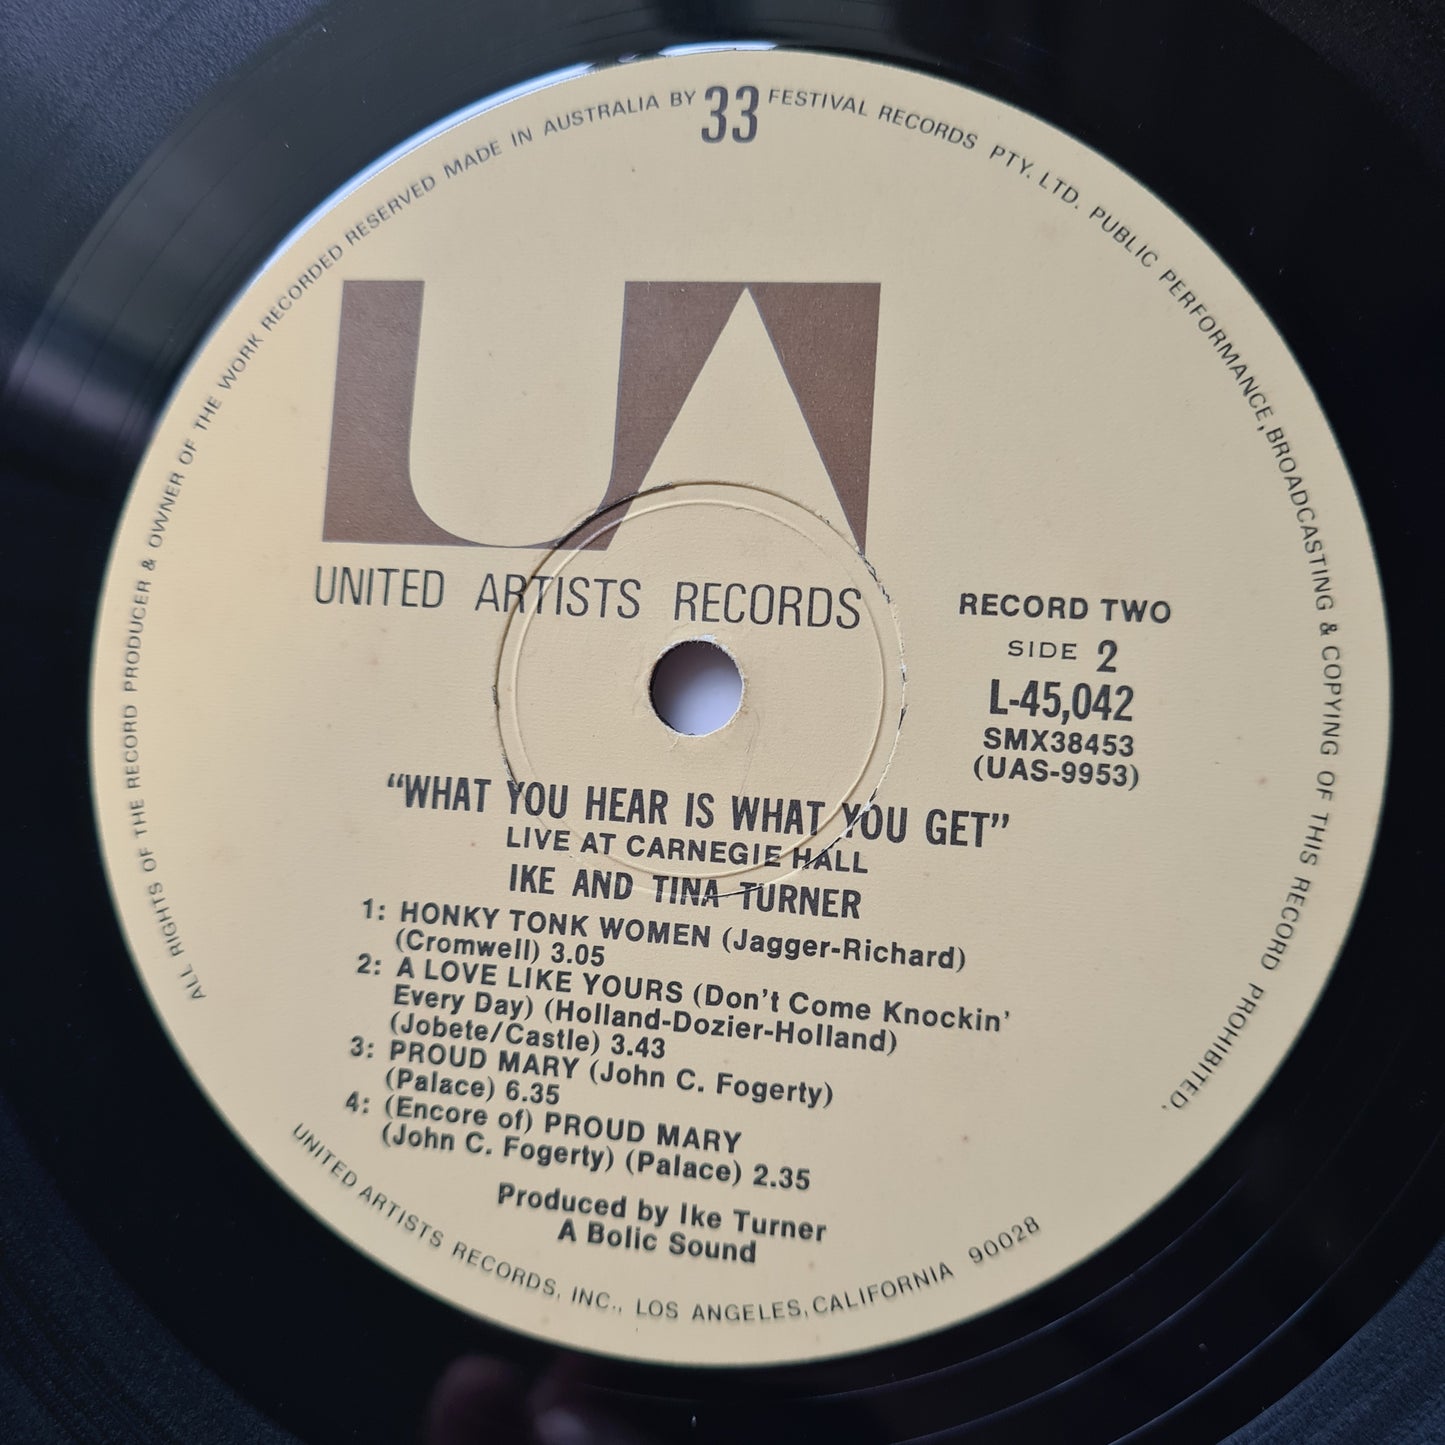 ALL RIGHTS OF THE RECORD PRODUCER & OWNER OF THE WORK RECORDED RESERVED MADE IN AUSTRALIA BY 33 FESTIVAL RECORDS PTY. LTD. PUBLIC PERFORMANCE, BROADCASTING & COPYING OF THIS RECORD PROHIBITED.
UA
UNITED ARTISTS RECORDS
RECORD TWO
SIDE 2
L-45,042
SMX38453
(UAS-9953)
“WHAT YOU HEAR IS WHAT YOU GET”
LIVE AT CARNEGIE HALL
IKE AND TINA TURNER
1: HONKY TONK WOMEN (Jagger-Richard)
(Cromwell) 3.05
2: A LOVE LIKE YOURS (Don't Come Knockin'
Every Day) (Holland-Dozier-Holland)
(Jobete/Castle) 3.43
3: PROUD MARY (John C. Fogerty)
(Palace) 6.35
4: (Encore of) PROUD MARY
(John C. Fogerty) (Palace) 2.35
Produced by Ike Turner
A Bolic Sound
UNITED ARTISTS RECORDS, INC., LOS ANGELES, CALIFORNIA 90028